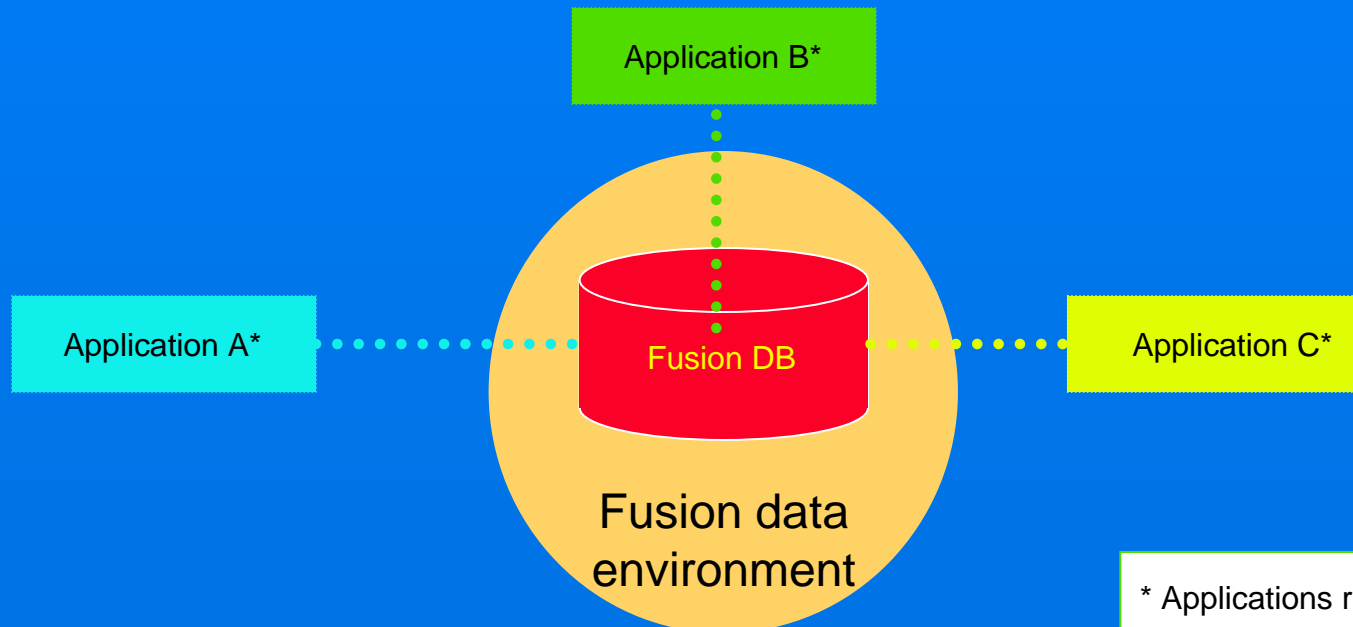 Application B*
Application A*
Fusion DB
Application C*
Fusion data
environment
* Applications